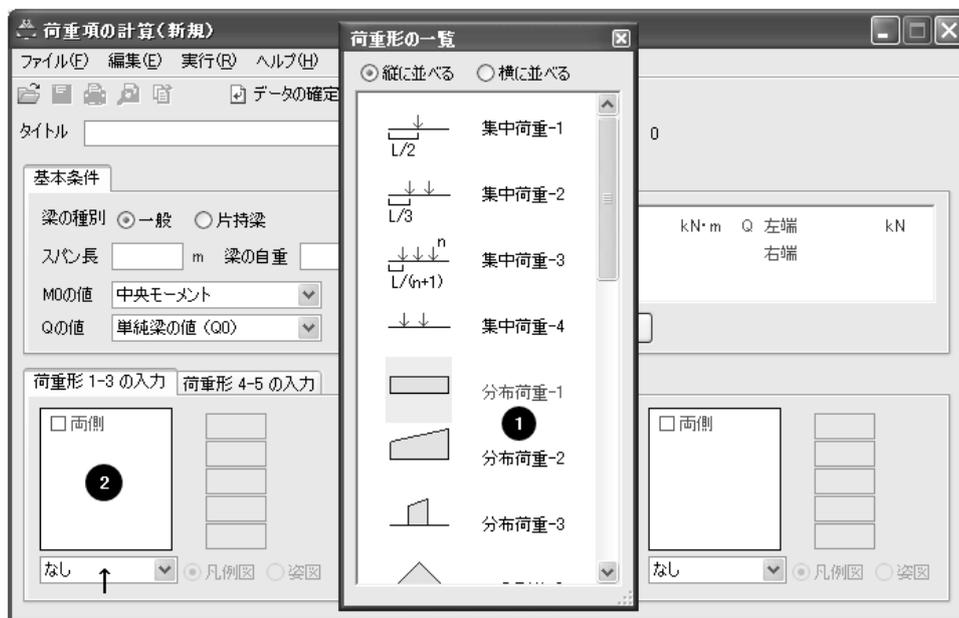 荷重項の計算(新規)
ファイル(F) 編集(E) 実行(R) ヘルプ(H)
データの確定
タイトル
0
基本条件
梁の種別 一般 片持梁
スパン長 m 梁の自重
M0の値 中央モーメント
Qの値 単純梁の値(Q0)
kN・m Q 左端 kN
右端
荷重形 1-3 の入力 荷重形 4-5 の入力
両側
2
なし 凡例図 姿図
両側
なし 凡例図 姿図
荷重形の一覧
縦に並べる 横に並べる
L/2 集中荷重-1
L/3 集中荷重-2
n
L/(n+1) 集中荷重-3
集中荷重-4
分布荷重-1
1
分布荷重-2
分布荷重-3